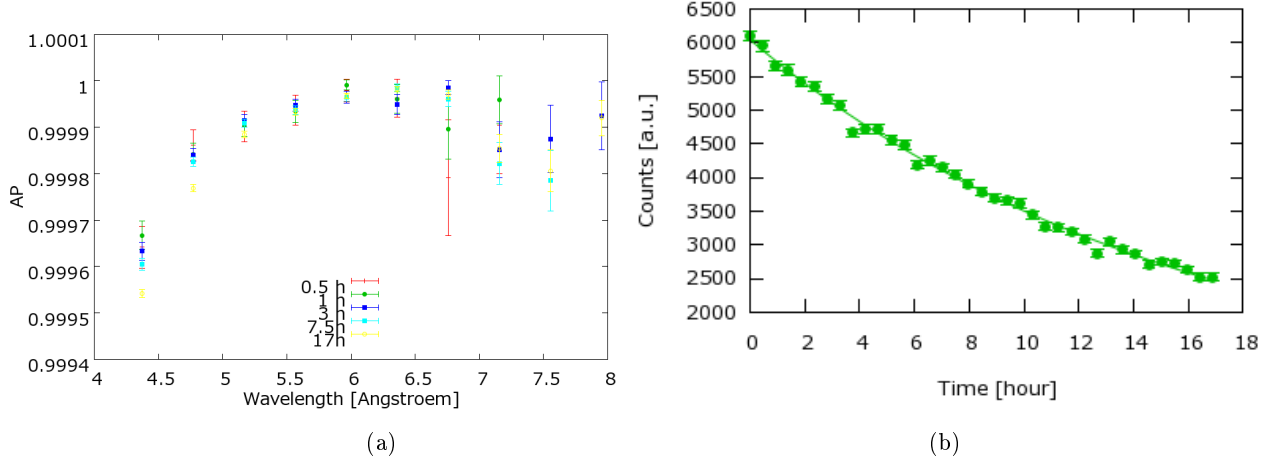 1.0001
1
0.9999
0.9998
0.9997
0.9996
0.9995
0.9994
AP
4 4.5 5 5.5 6 6.5 7 7.5 8
Wavelength [Angstroem]
0.5 h
1 h
3 h
7.5h
17h
(a)
6500
6000
5500
5000
4500
4000
3500
3000
2500
2000
Counts [a.u.]
0 2 4 6 8 10 12 14 16 18
Time [hour]
(b)